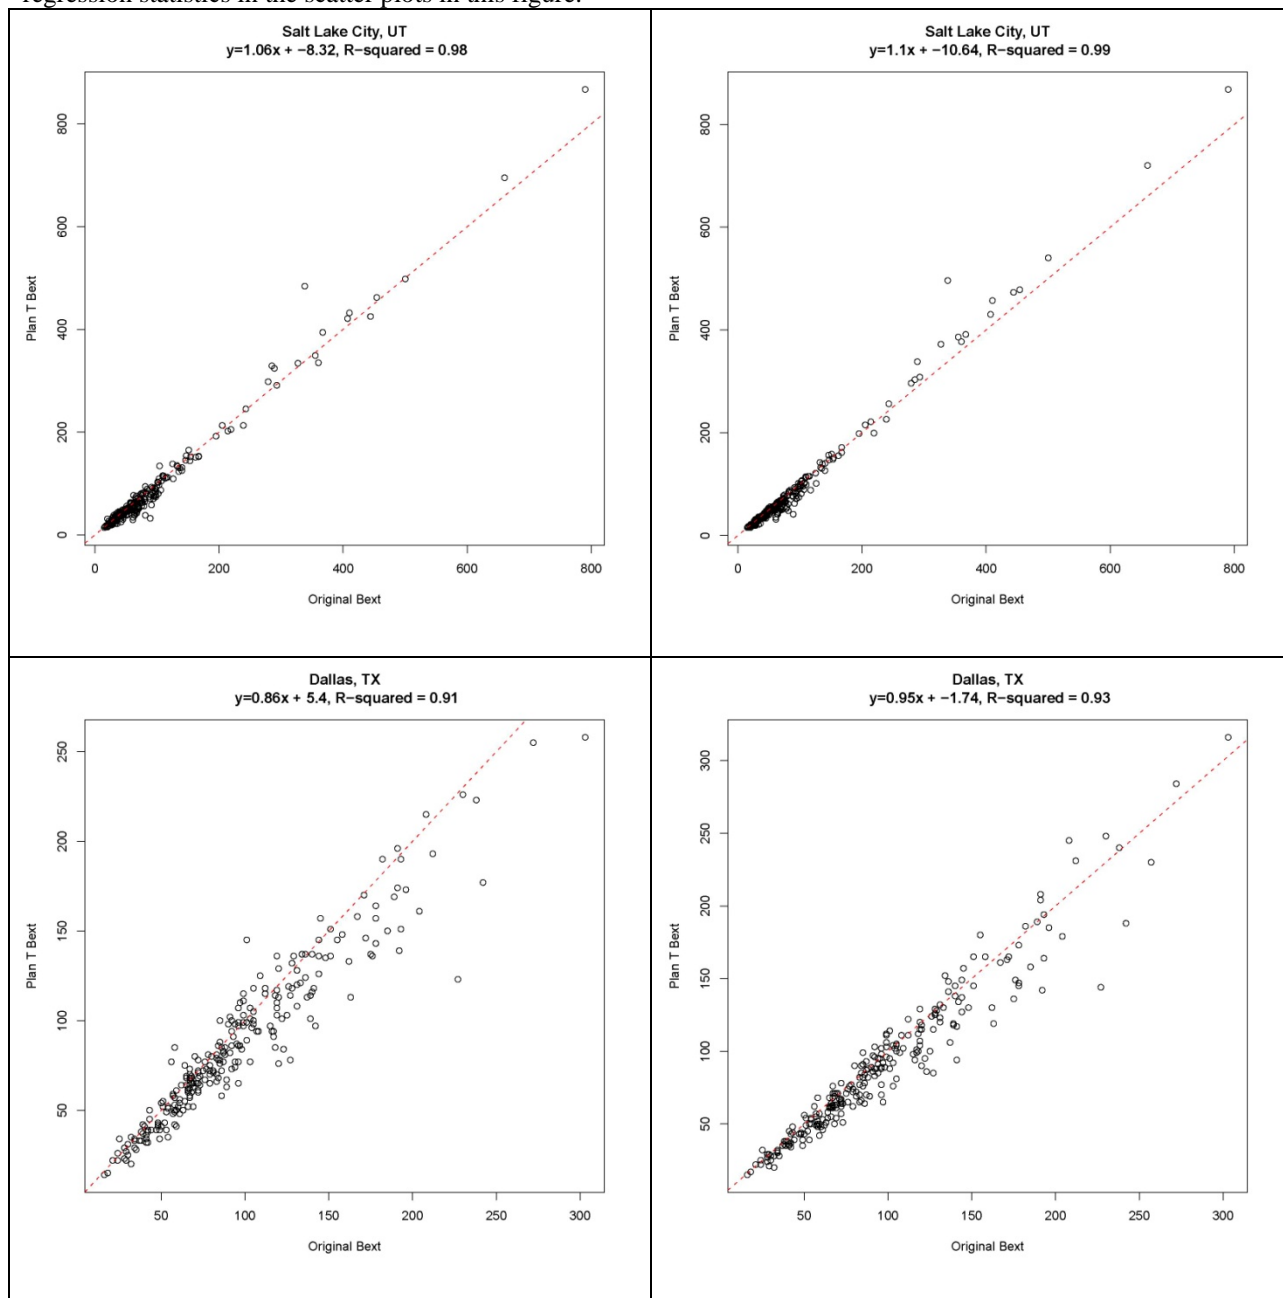 regression statistics in the scatter plots in this figure.
Salt Lake City, UT
y=1.06x + −8.32, R−squared = 0.98
Plan T Bext
0
200
400
600
800
0 200 400 600 800
Original Bext
Salt Lake City, UT
y=1.1x + −10.64, R−squared = 0.99
Plan T Bext
0
200
400
600
800
0 200 400 600 800
Original Bext
Dallas, TX
y=0.86x + 5.4, R−squared = 0.91
Plan T Bext
50
100
150
200
250
50 100 150 200 250 300
Original Bext
Dallas, TX
y=0.95x + −1.74, R−squared = 0.93
Plan T Bext
50
100
150
200
250
300
50 100 150 200 250 300
Original Bext